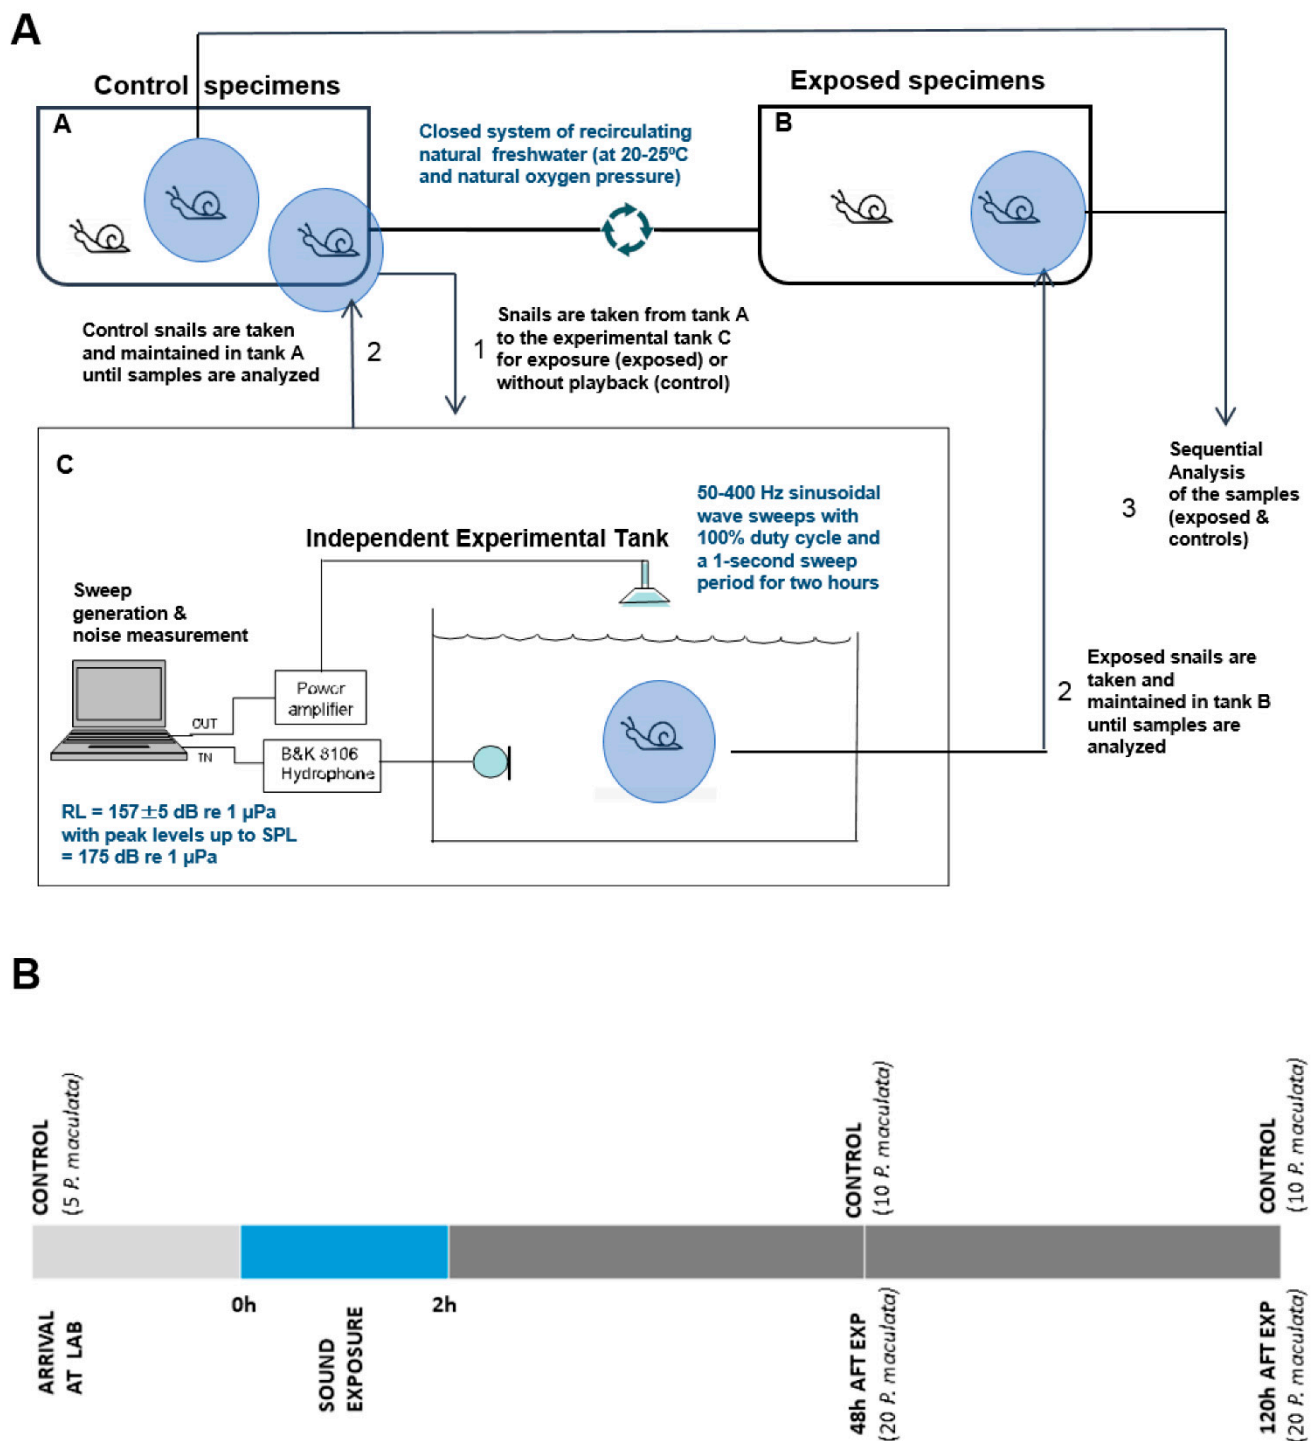 A
Control specimens
Exposed specimens
A
B
Closed system of recirculating
natural freshwater (at 20-25ºC
and natural oxygen pressure)
Control snails are taken
and maintained in tank A
until samples are analyzed
2
1
Snails are taken from tank A
to the experimental tank C
for exposure (exposed) or
without playback (control)
Sequential
Analysis
of the samples
(exposed &
controls)
3
C
50-400 Hz sinusoidal
wave sweeps with
100% duty cycle and
a 1-second sweep
period for two hours
Independent Experimental Tank
Sweep
generation &
noise measurement
Power
amplifier
OUT
IN
B&K 8106
Hydrophone
RL = 157±5 dB re 1 µPa
with peak levels up to SPL
= 175 dB re 1 µPa
2
Exposed snails are
taken and
maintained in tank B
until samples are
analyzed
B
CONTROL
(5 P. maculata)
CONTROL
(10 P. maculata)
CONTROL
(10 P. maculata)
0h
2h
ARRIVAL
AT LAB
SOUND
EXPOSURE
48h AFT EXP
(20 P. maculata)
120h AFT EXP
(20 P. maculata)